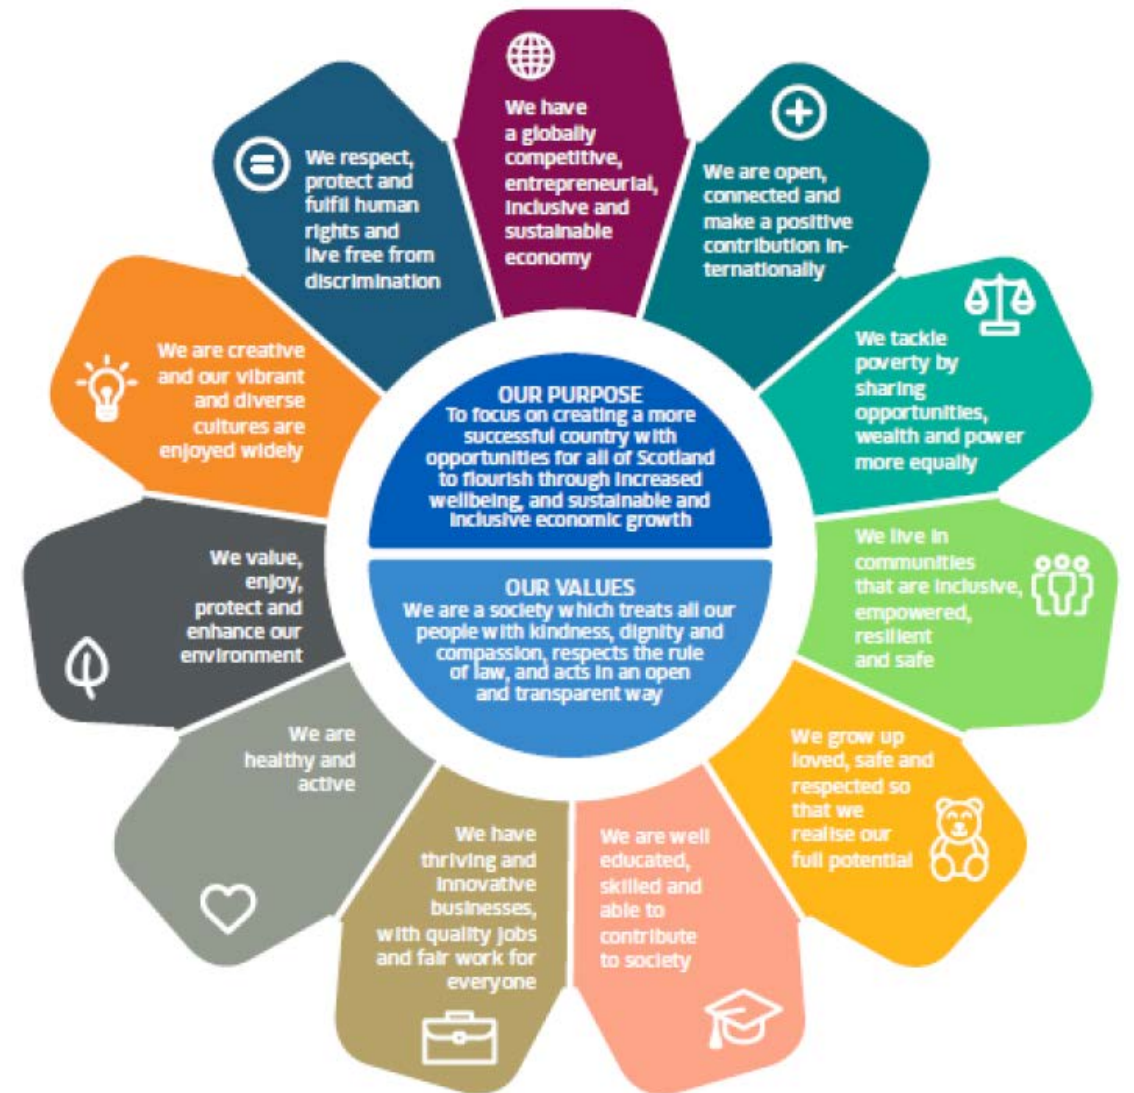 We have
a globally
competitive,
entrepreneurial,
inclusive and
sustainable
economy
We are open,
connected and
make a positive
contribution in-
ternationally
We tackle
poverty by
sharing
opportunities,
wealth and power
more equally
We live in
communities
that are inclusive,
empowered,
resilient
and safe
We grow up
loved, safe and
respected so
that we
realise our
full potential
We are well
educated,
skilled and
able to
contribute
to society
We have
thriving and
innovative
businesses,
with quality jobs
and fair work for
everyone
We are
healthy and
active
We value,
enjoy,
protect and
enhance our
environment
We are creative
and our vibrant
and diverse
cultures are
enjoyed widely
We respect,
protect and
fulfil human
rights and
live free from
discrimination
OUR PURPOSE
To focus on creating a more
successful country with
opportunities for all of Scotland
to flourish through increased
wellbeing, and sustainable and
inclusive economic growth
OUR VALUES
We are a society which treats all our
people with kindness, dignity and
compassion, respects the rule
of law, and acts in an open
and transparent way